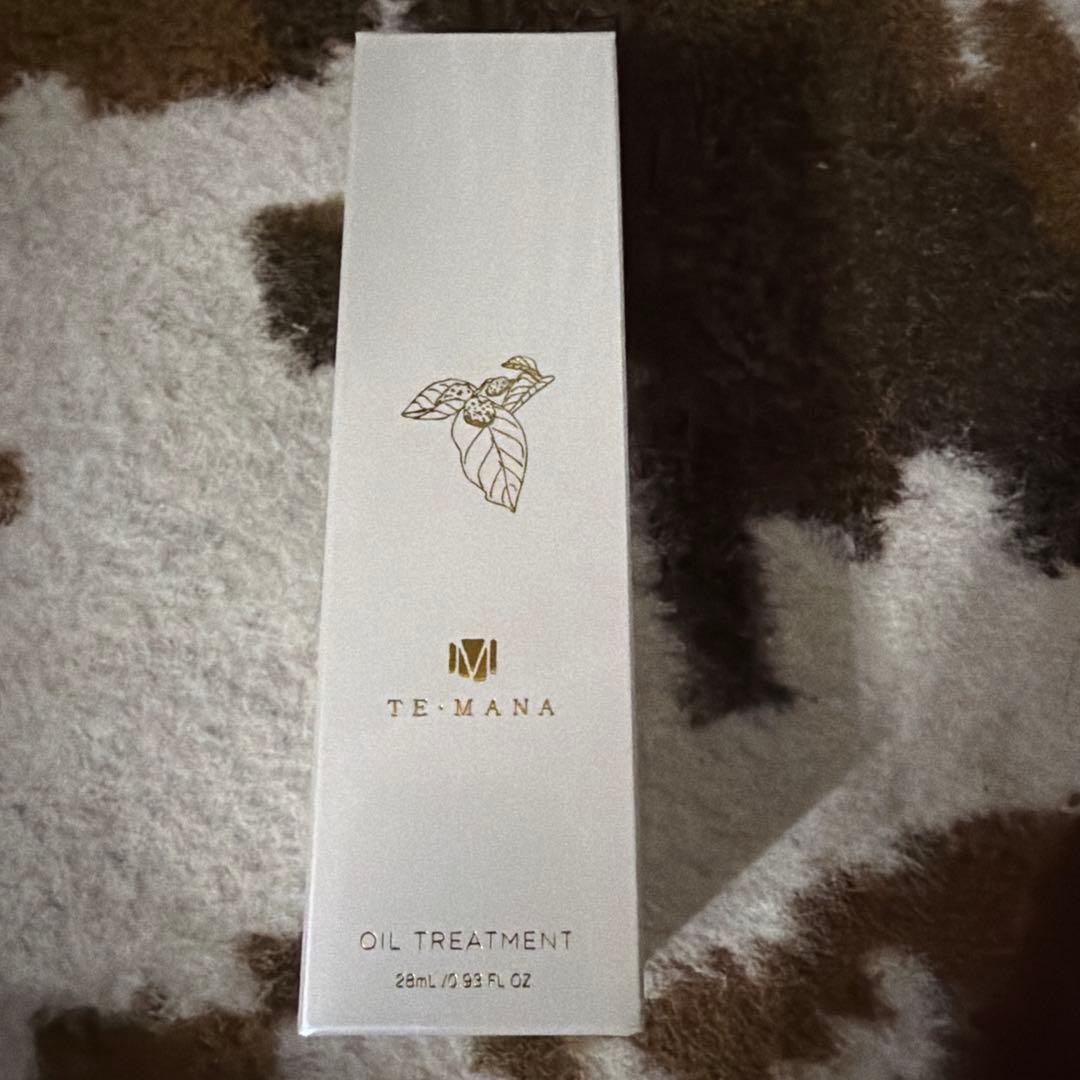 M
TE·MANA
OIL TREATMENT
28mL /0.93 FL OZ